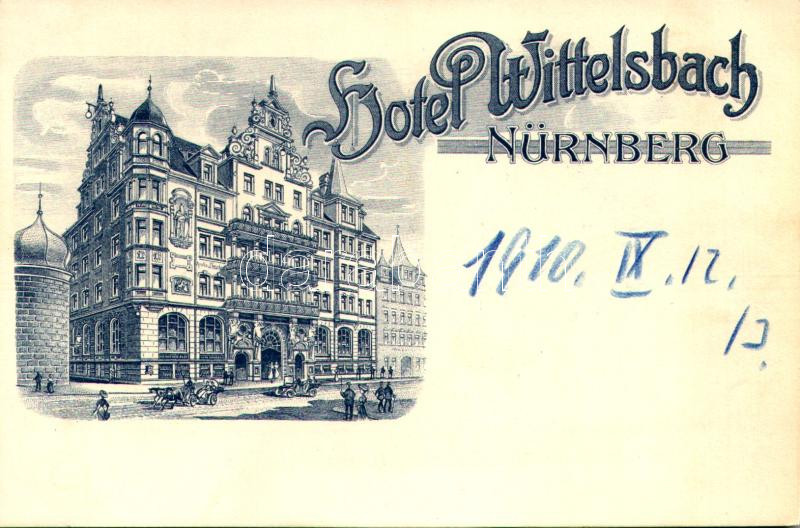 Hotel Wittelsbach
NÜRNBERG
1910. IX. 12.